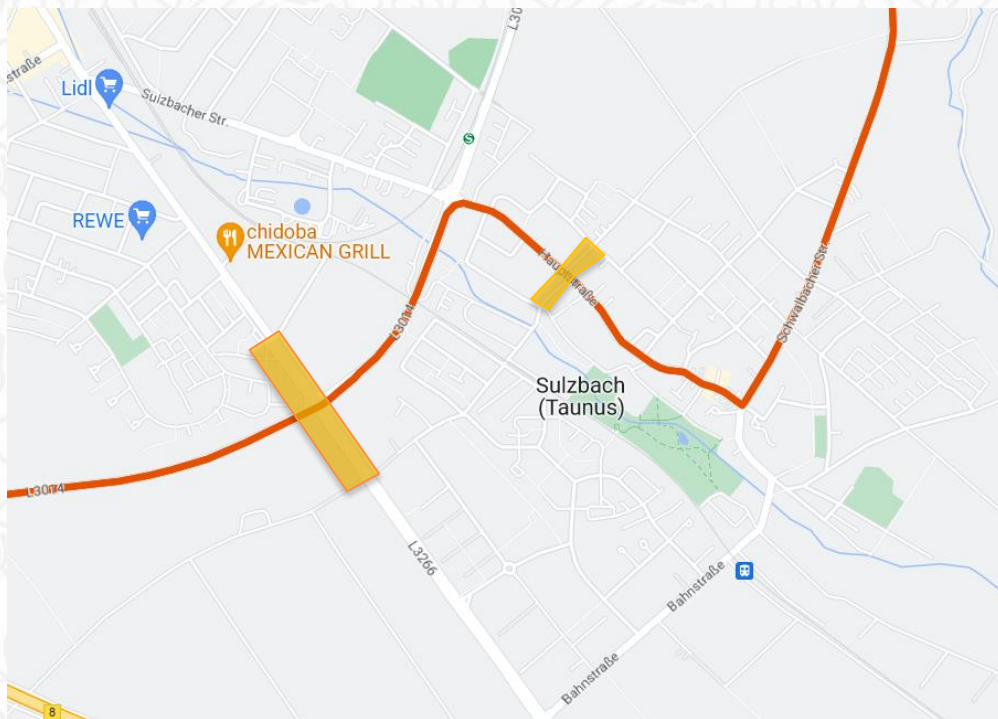 L30
straße
Lidl
Sulzbacher Str.
REWE
chidoba
MEXICAN GRILL
S
Hauptstraße
Schwalbacher Str.
L3014
Sulzbach
(Taunus)
L3014
L3266
Bahnstraße
Bahnstraße
8